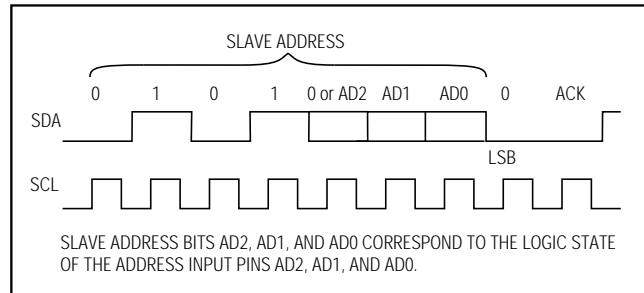 SLAVE ADDRESS
0 1 0 1 0 or AD2 AD1 AD0 0 ACK
SDA
LSB
SCL
SLAVE ADDRESS BITS AD2, AD1, AND AD0 CORRESPOND TO THE LOGIC STATE
OF THE ADDRESS INPUT PINS AD2, AD1, AND AD0.